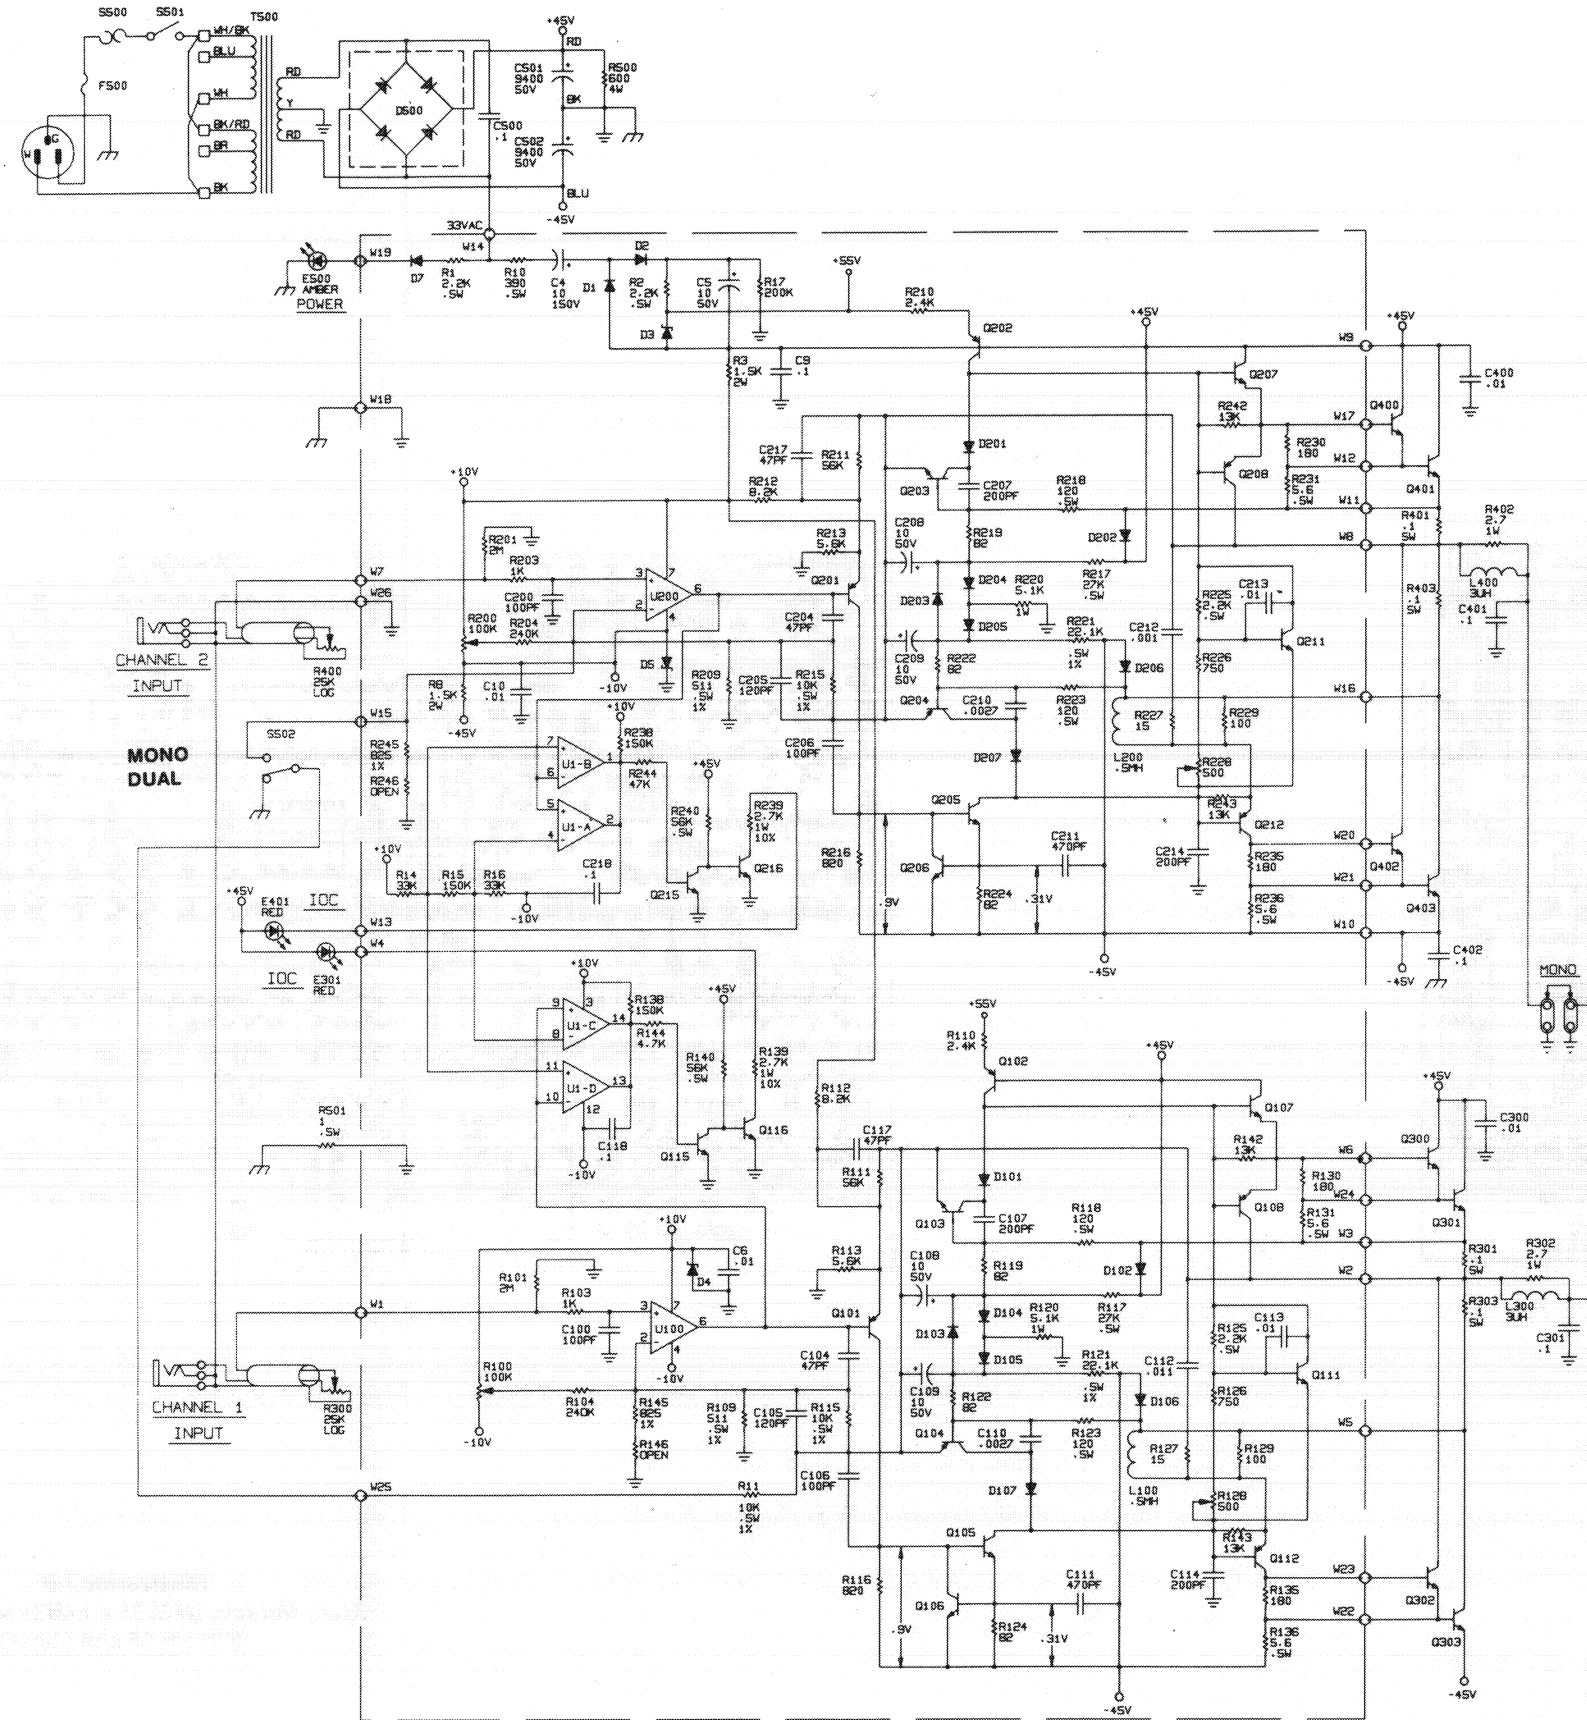 S500
S501
T500
WH/BK
BLU
F500
WH
BK/RD
BR
BK
G
W
RD
Y
RD
D500
C500
.1
+45V
RD
C501
9400
50V
R500
600
4W
BK
C502
9400
50V
BLU
-45V
33VAC
W14
W19
E500
AMBER
POWER
D7
R1
2.2K
.5W
R10
390
.5W
C4
10
150V
D1
D2
R2
2.2K
.5W
D3
C5
10
50V
R17
200K
+55V
R210
2.4K
Q202
R3
1.5K
2W
C9
.1
+45V
W9
+45V
C400
.01
Q207
W18
R242
13K
W17
Q400
R230
180
W12
Q401
Q208
R231
5.6
.5W
W11
D201
C217
47PF
R211
56K
+10V
R212
8.2K
Q203
C207
200PF
R218
120
.5W
R401
.1
5W
R402
2.7
1W
W8
R201
2M
R203
1K
R213
5.6K
C208
10
50V
R219
82
D202
W7
W26
3
7
6
2
4
U200
Q201
D204
R217
27K
.5W
D203
R220
5.1K
1W
R225
2.2K
.5W
C213
.01
L400
3UH
R403
.1
5W
C401
.1
C200
100PF
R200
100K
R204
240K
C204
47PF
D205
R221
22.1K
.5W
1%
C212
.001
Q211
CHANNEL 2
INPUT
R400
25K
LOG
R8
1.5K
2W
C10
.01
D5
-10V
R209
511
.5W
1%
C205
120PF
R215
10K
.5W
1%
C209
10
50V
R222
82
D206
R226
750
W16
W15
-45V
+10V
Q204
C210
.0027
R223
120
.5W
R227
15
R229
100
S502
MONO
DUAL
R245
825
1%
R246
OPEN
7
6
U1-B
1
R238
150K
R244
47K
+45V
C206
100PF
D207
L200
.5MH
R228
500
5
4
U1-A
2
R240
56K
.5W
R239
2.7K
1W
10%
Q205
R243
13K
Q212
W20
Q402
+10V
R14
33K
R15
150K
R16
33K
C218
.1
-10V
Q215
Q216
R216
820
Q206
C211
470PF
C214
200PF
R235
180
W21
Q403
R224
82
.9V
.31V
R236
5.6
.5W
+45V
E401
RED
IOC
W13
W4
W10
IOC
E301
RED
-45V
-45V
C402
.1
MONO
+10V
9
3
8
U1-C
14
R138
150K
R144
4.7K
+45V
+55V
R110
2.4K
Q102
+45V
11
10
U1-D
13
12
R140
56K
.5W
R139
2.7K
1W
10%
R112
8.2K
+45V
Q107
C300
.01
R501
1
.5W
C118
.1
-10V
Q115
Q116
C117
47PF
R142
13K
Q300
W6
R111
56K
D101
R130
180
W24
Q108
R131
5.6
.5W
Q301
W3
Q103
C107
200PF
R118
120
.5W
+10V
C6
.01
D4
R113
5.6K
C108
10
50V
R119
82
D102
W2
R301
.1
5W
R302
2.7
1W
R101
2M
R103
1K
W1
3
7
6
2
4
U100
Q101
D104
D103
R120
5.1K
1W
R117
27K
.5W
R125
2.2K
.5W
C113
.01
R303
.1
5W
L300
3UH
C301
.1
C100
100PF
C104
47PF
D105
R121
22.1K
.5W
1%
C112
.011
Q111
R100
100K
-10V
R104
240K
R145
825
1%
R146
OPEN
R109
511
.5W
1%
C105
120PF
R115
10K
.5W
1%
C109
10
50V
R122
82
D106
R126
750
CHANNEL 1
INPUT
R300
25K
LOG
-10V
Q104
C110
.0027
R123
120
.5W
R127
15
R129
100
W5
C106
100PF
D107
L100
.5MH
R128
500
W25
R11
10K
.5W
1%
Q105
R143
13K
Q112
R116
820
Q106
C111
470PF
C114
200PF
R135
180
W23
Q302
W22
R124
82
.9V
.31V
R136
5.6
.5W
Q303
-45V
-45V